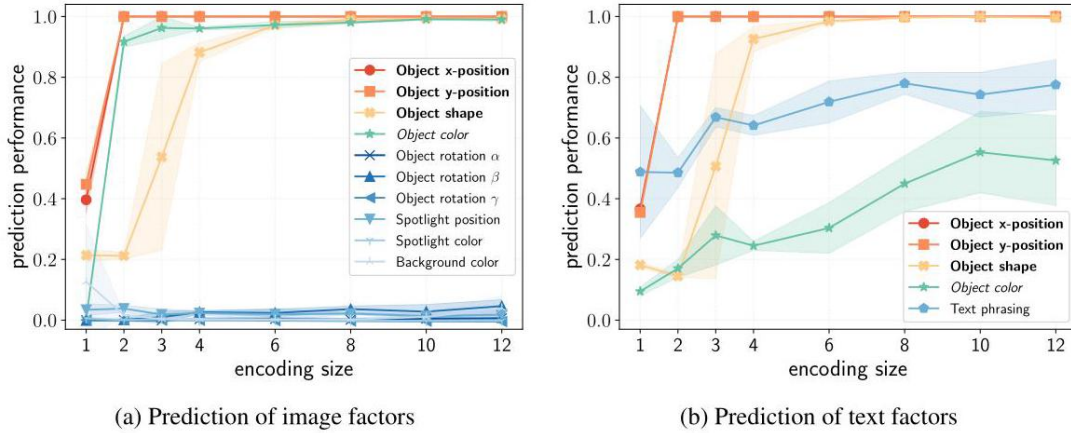 1.0
0.8
0.6
0.4
0.2
0.0
prediction performance
1 2 3 4 6 8 10 12
encoding size
Object x-position
Object y-position
Object shape
Object color
Object rotation α
Object rotation β
Object rotation γ
Spotlight position
Spotlight color
Background color
(a) Prediction of image factors
1.0
0.8
0.6
0.4
0.2
0.0
prediction performance
1 2 3 4 6 8 10 12
encoding size
Object x-position
Object y-position
Object shape
Object color
Text phrasing
(b) Prediction of text factors